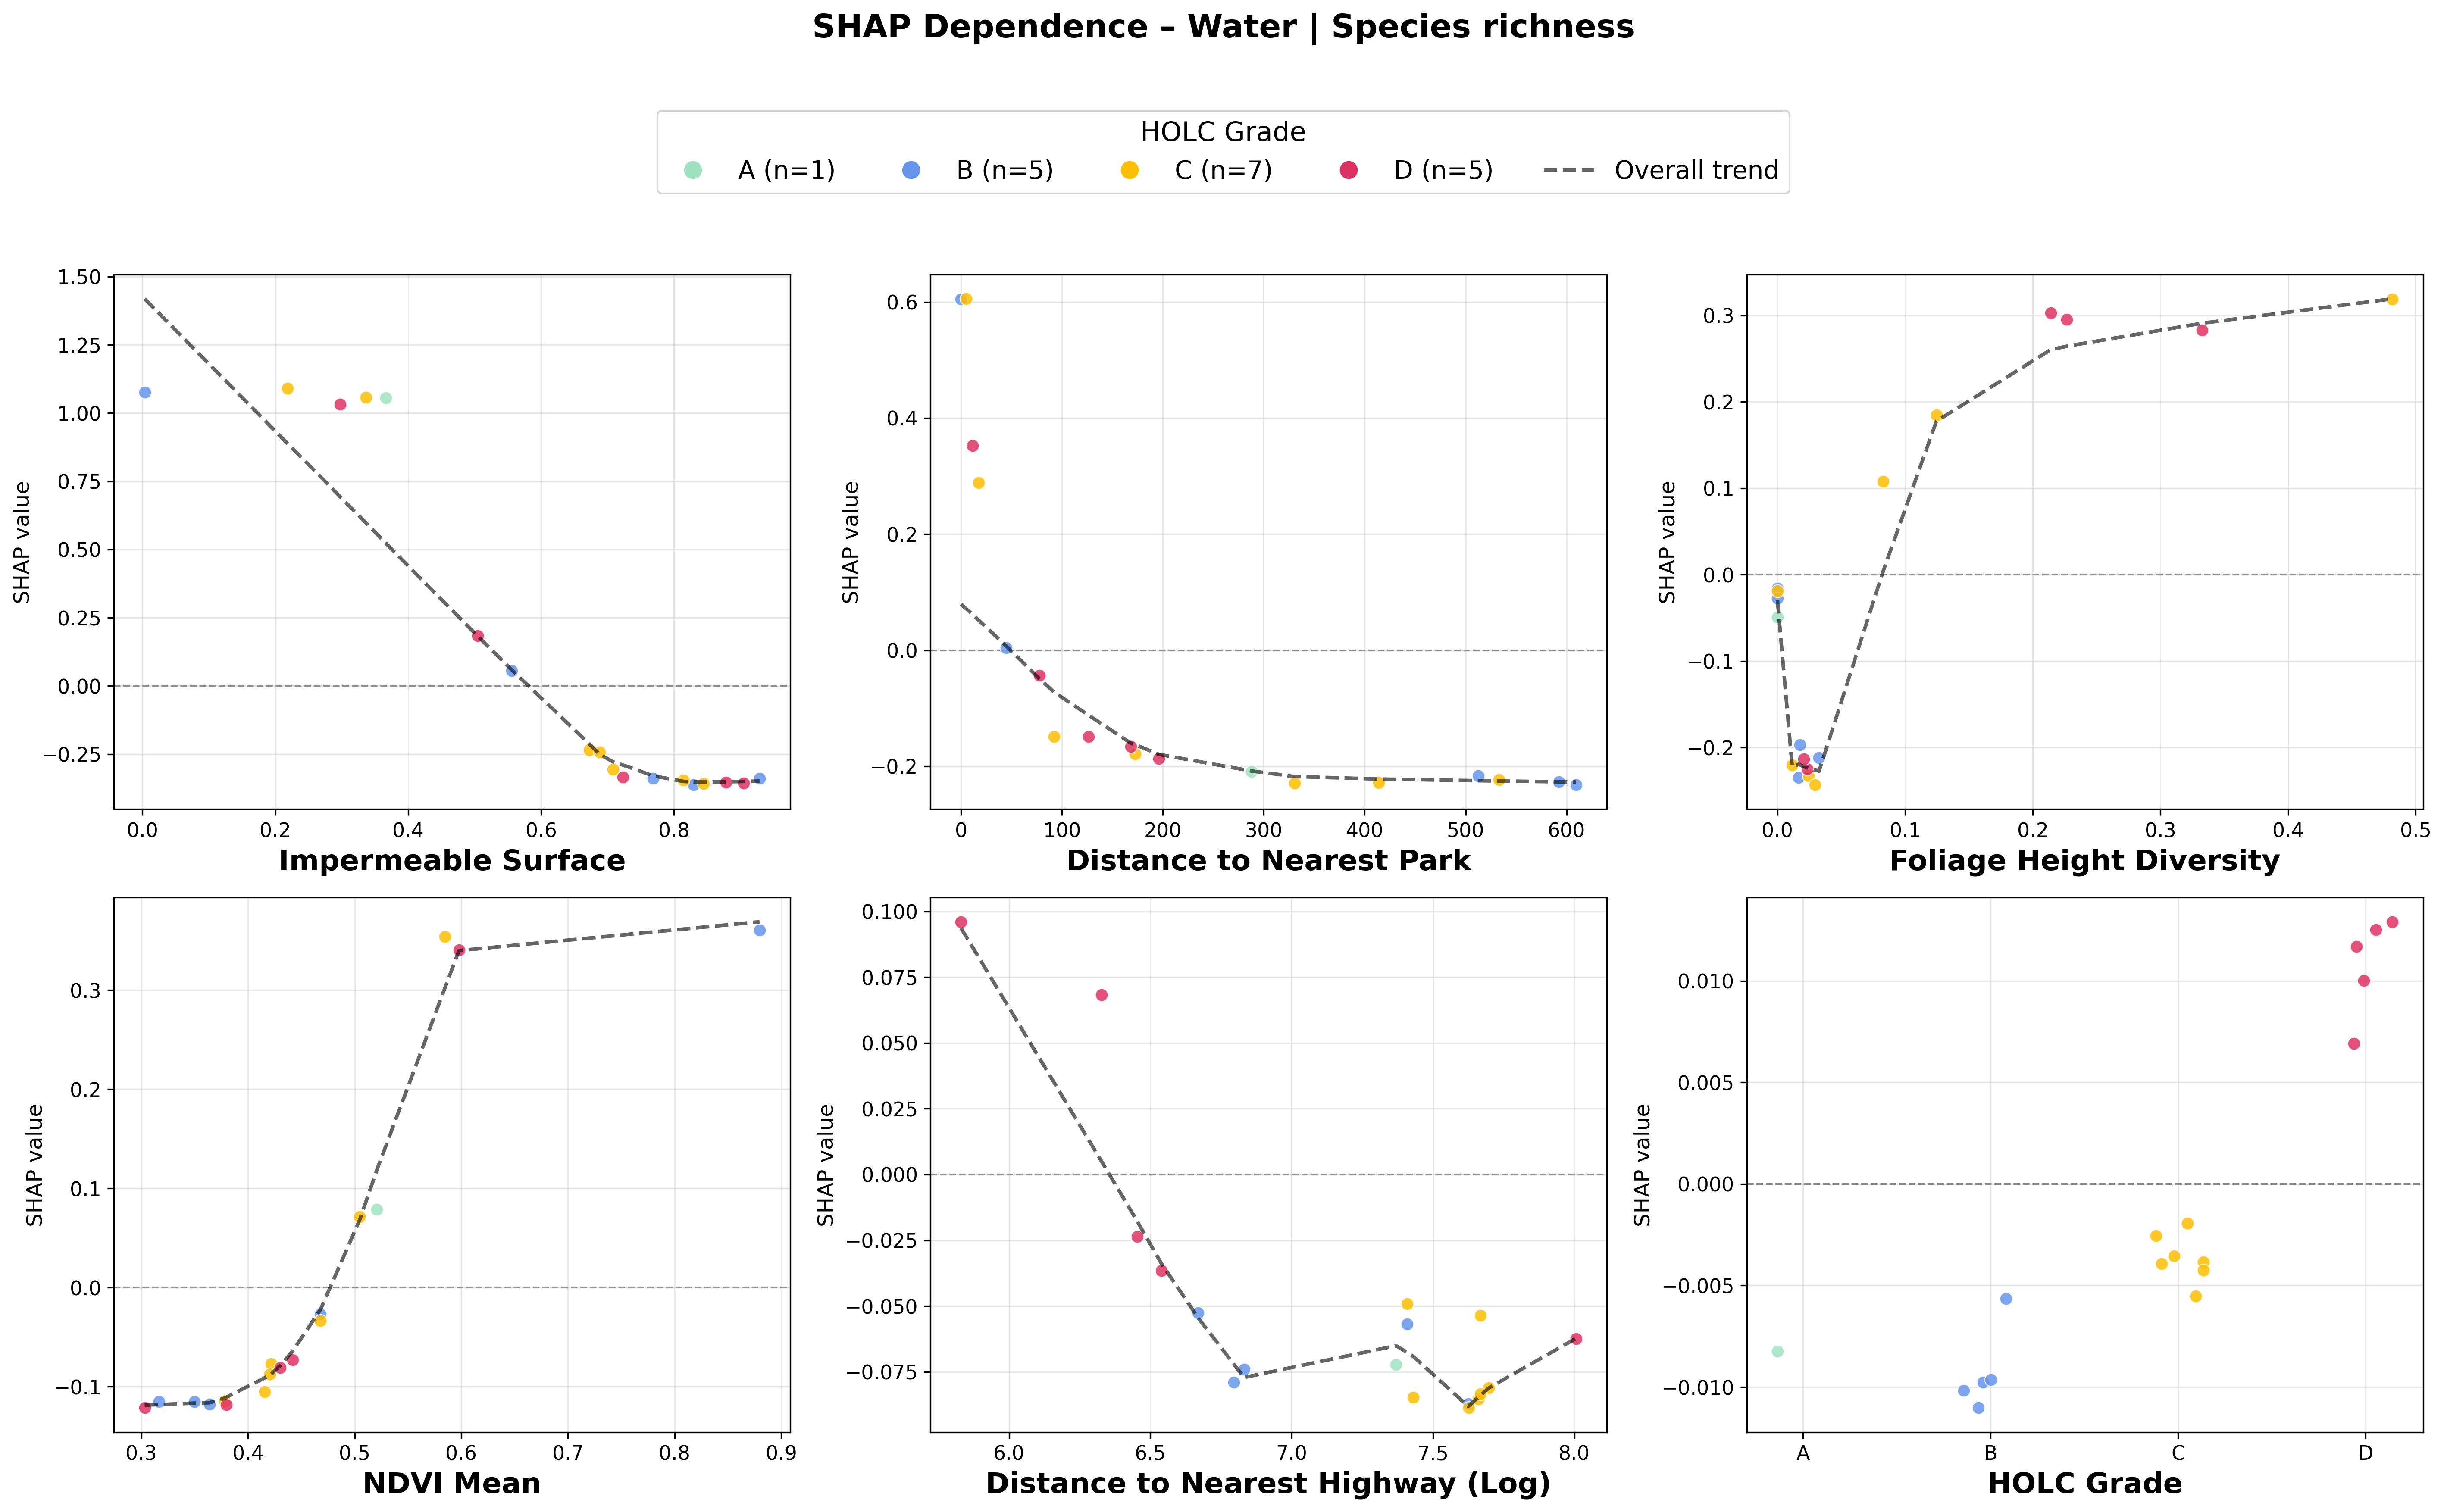 SHAP Dependence – Water | Species richness
HOLC Grade
A (n=1) B (n=5) C (n=7) D (n=5) Overall trend
SHAP value
1.50
1.25
1.00
0.75
0.50
0.25
0.00
−0.25
0.0 0.2 0.4 0.6 0.8
Impermeable Surface
SHAP value
0.6
0.4
0.2
0.0
−0.2
0 100 200 300 400 500 600
Distance to Nearest Park
SHAP value
0.3
0.2
0.1
0.0
−0.1
−0.2
0.0 0.1 0.2 0.3 0.4 0.5
Foliage Height Diversity
SHAP value
0.3
0.2
0.1
0.0
−0.1
0.3 0.4 0.5 0.6 0.7 0.8 0.9
NDVI Mean
SHAP value
0.100
0.075
0.050
0.025
0.000
−0.025
−0.050
−0.075
6.0 6.5 7.0 7.5 8.0
Distance to Nearest Highway (Log)
SHAP value
0.010
0.005
0.000
−0.005
−0.010
A B C D
HOLC Grade